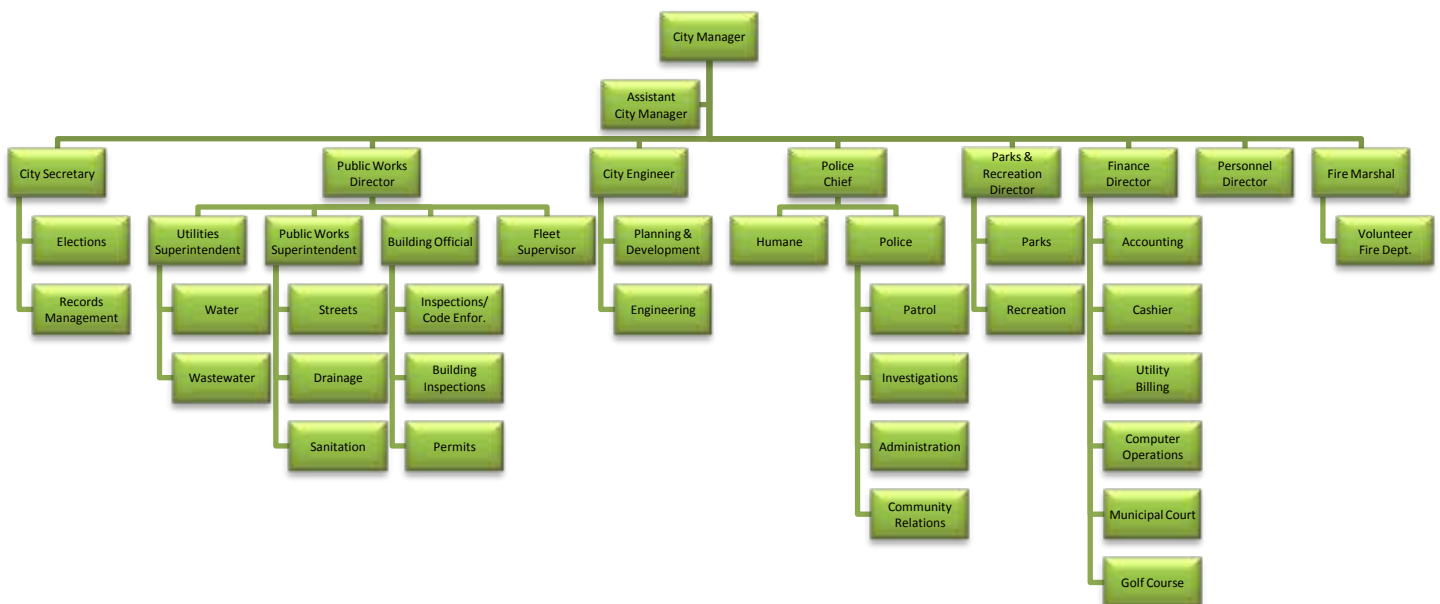 City Manager
Assistant
City Manager
City Secretary
Public Works
Director
City Engineer
Police
Chief
Parks &
Recreation
Director
Finance
Director
Personnel
Director
Fire Marshal
Elections
Records
Management
Utilities
Superintendent
Water
Wastewater
Public Works
Superintendent
Streets
Drainage
Sanitation
Building Official
Inspections/
Code Enfor.
Building
Inspections
Permits
Fleet
Supervisor
Planning &
Development
Engineering
Humane
Police
Patrol
Investigations
Administration
Community
Relations
Parks
Recreation
Accounting
Cashier
Utility
Billing
Computer
Operations
Municipal Court
Golf Course
Volunteer
Fire Dept.